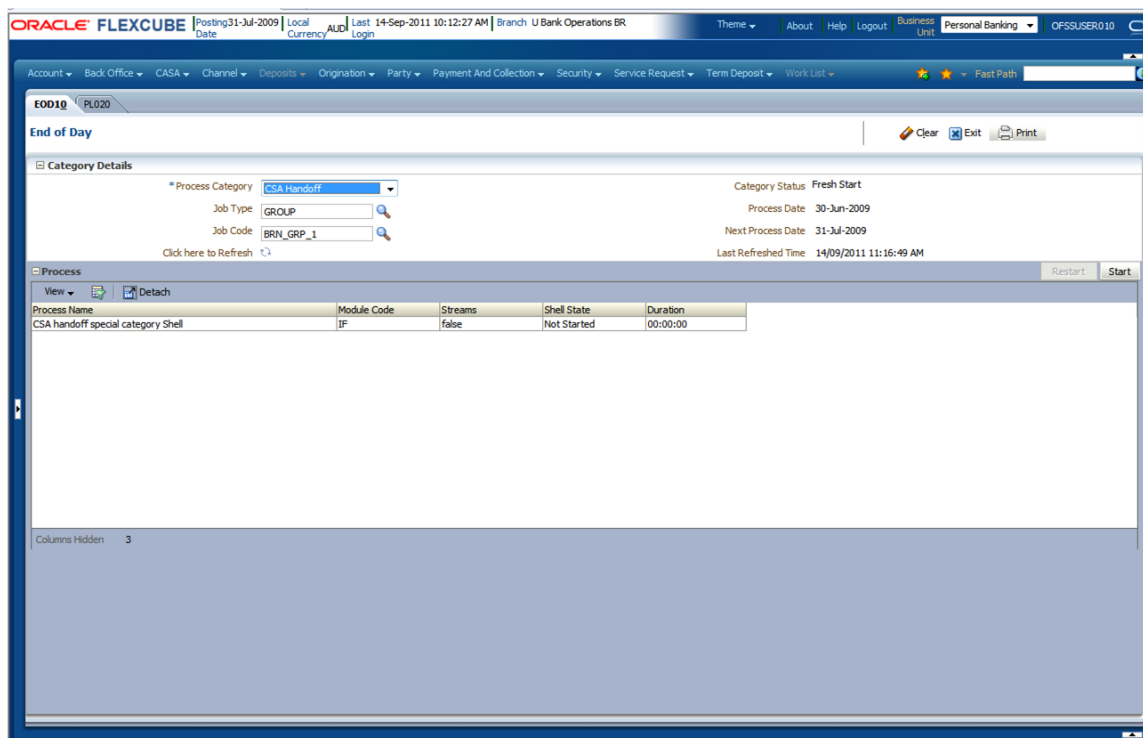 ORACLE FLEXCUBE Posting Date 31-Jul-2009 Local Currency AUD Last Login 14-Sep-2011 10:12:27 AM Branch U Bank Operations BR Theme About Help Logout Business Unit Personal Banking OFSSUSER010
Account Back Office CASA Channel Deposits Origination Party Payment And Collection Security Service Request Term Deposit Work List Fast Path
EOD10 PL020
End of Day Clear Exit Print
Category Details
* Process Category CSA Handoff Category Status Fresh Start
Job Type GROUP Process Date 30-Jun-2009
Job Code BRN_GRP_1 Next Process Date 31-Jul-2009
Click here to Refresh Last Refreshed Time 14/09/2011 11:16:49 AM
Process Restart Start
View Detach
Process Name Module Code Streams Shell State Duration
CSA handoff special category Shell IF false Not Started 00:00:00
Columns Hidden 3